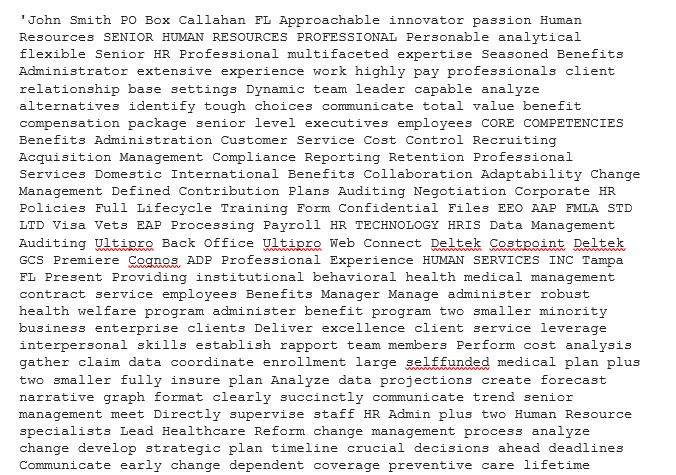 'John Smith PO Box Callahan FL Approachable innovator passion Human
Resources SENIOR HUMAN RESOURCES PROFESSIONAL Personable analytical
flexible Senior HR Professional multifaceted expertise Seasoned Benefits
Administrator extensive experience work highly pay professionals client
relationship base settings Dynamic team leader capable analyze
alternatives identify tough choices communicate total value benefit
compensation package senior level executives employees CORE COMPETENCIES
Benefits Administration Customer Service Cost Control Recruiting
Acquisition Management Compliance Reporting Retention Professional
Services Domestic International Benefits Collaboration Adaptability Change
Management Defined Contribution Plans Auditing Negotiation Corporate HR
Policies Full Lifecycle Training Form Confidential Files EEO AAP FMLA STD
LTD Visa Vets EAP Processing Payroll HR TECHNOLOGY HRIS Data Management
Auditing Ultipro Back Office Ultipro Web Connect Deltek Costpoint Deltek
GCS Premiere Cognos ADP Professional Experience HUMAN SERVICES INC Tampa
FL Present Providing institutional behavioral health medical management
contract service employees Benefits Manager Manage administer robust
health welfare program administer benefit program two smaller minority
business enterprise clients Deliver excellence client service leverage
interpersonal skills establish rapport team members Perform cost analysis
gather claim data coordinate enrollment large selffunded medical plan plus
two smaller fully insure plan Analyze data projections create forecast
narrative graph format clearly succinctly communicate trend senior
management meet Directly supervise staff HR Admin plus two Human Resource
specialists Lead Healthcare Reform change management process analyze
change develop strategic plan timeline crucial decisions ahead deadlines
Communicate early change dependent coverage preventive care lifetime